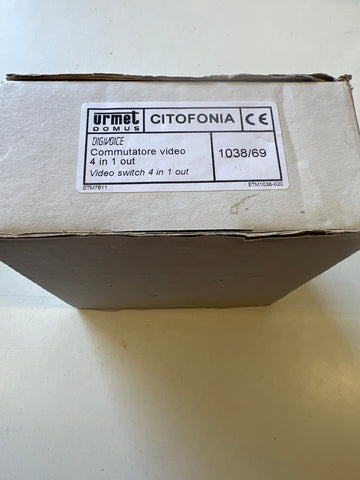 urmet
DOMUS
CITOFONIA
CE
DIGIVOICE
Commutatore video
4 in 1 out
Video switch 4 in 1 out
1038/69
ETM7611
ETM1038-020